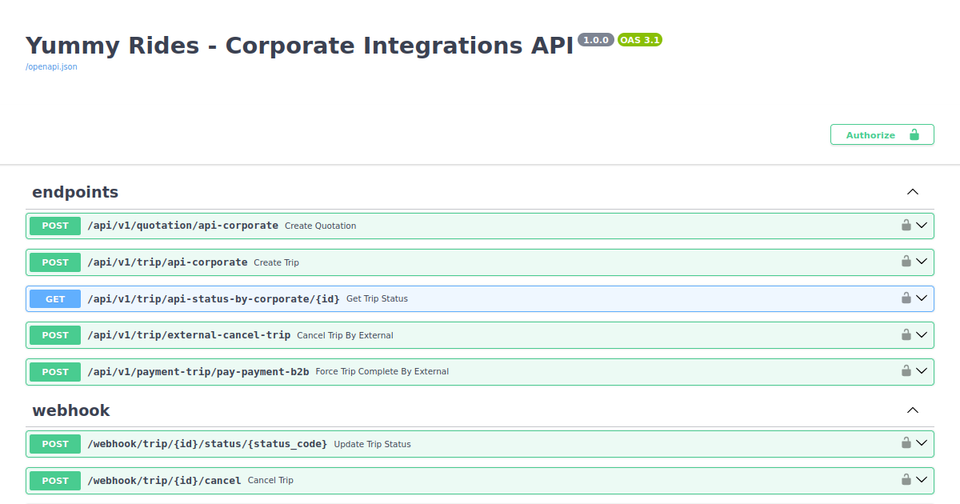 Yummy Rides - Corporate Integrations API 1.0.0 OAS 3.1
/openapi.json
Authorize
endpoints
POST /api/v1/quotation/api-corporate Create Quotation
POST /api/v1/trip/api-corporate Create Trip
GET /api/v1/trip/api-status-by-corporate/{id} Get Trip Status
POST /api/v1/trip/external-cancel-trip Cancel Trip By External
POST /api/v1/payment-trip/pay-payment-b2b Force Trip Complete By External
webhook
POST /webhook/trip/{id}/status/{status_code} Update Trip Status
POST /webhook/trip/{id}/cancel Cancel Trip